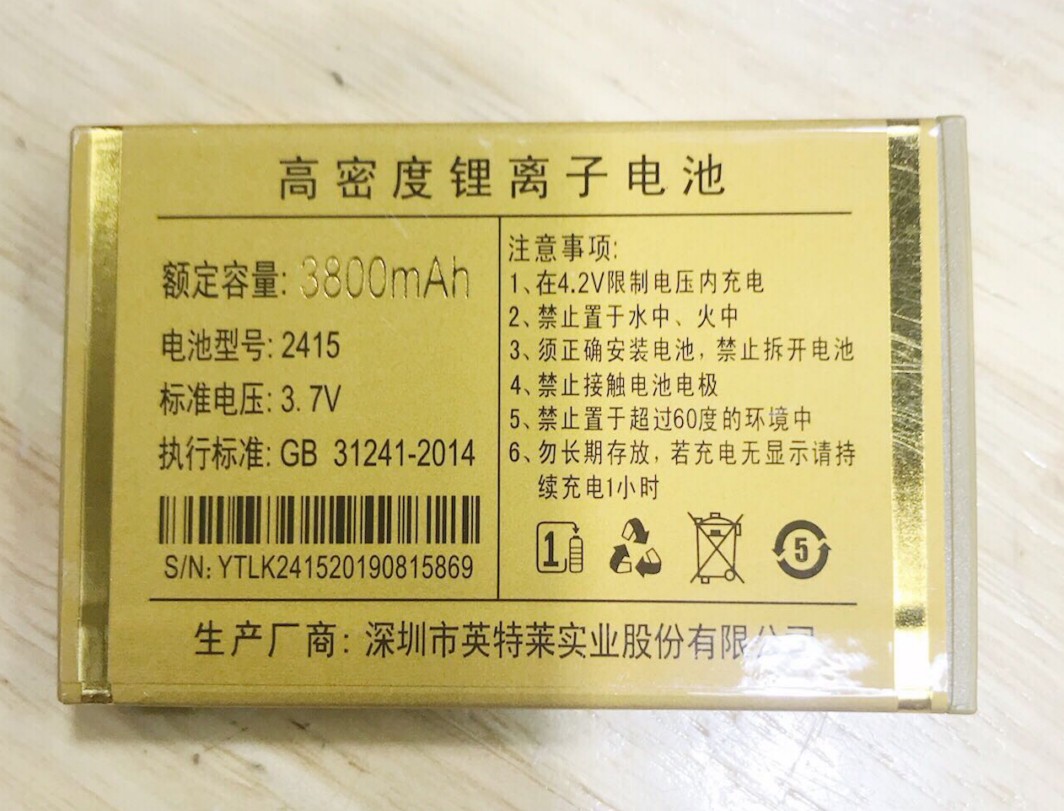 高密度锂离子电池
额定容量: 3800mAh
电池型号: 2415
标准电压: 3.7V
执行标准: GB 31241-2014
S/N: YTLK241520190815869
注意事项:
1、在4.2V限制电压内充电
2、禁止置于水中、火中
3、须正确安装电池, 禁止拆开电池
4、禁止接触电池电极
5、禁止置于超过60度的环境中
6、勿长期存放, 若充电无显示请持
续充电1小时
1
5
生产厂商: 深圳市英特莱实业股份有限公司